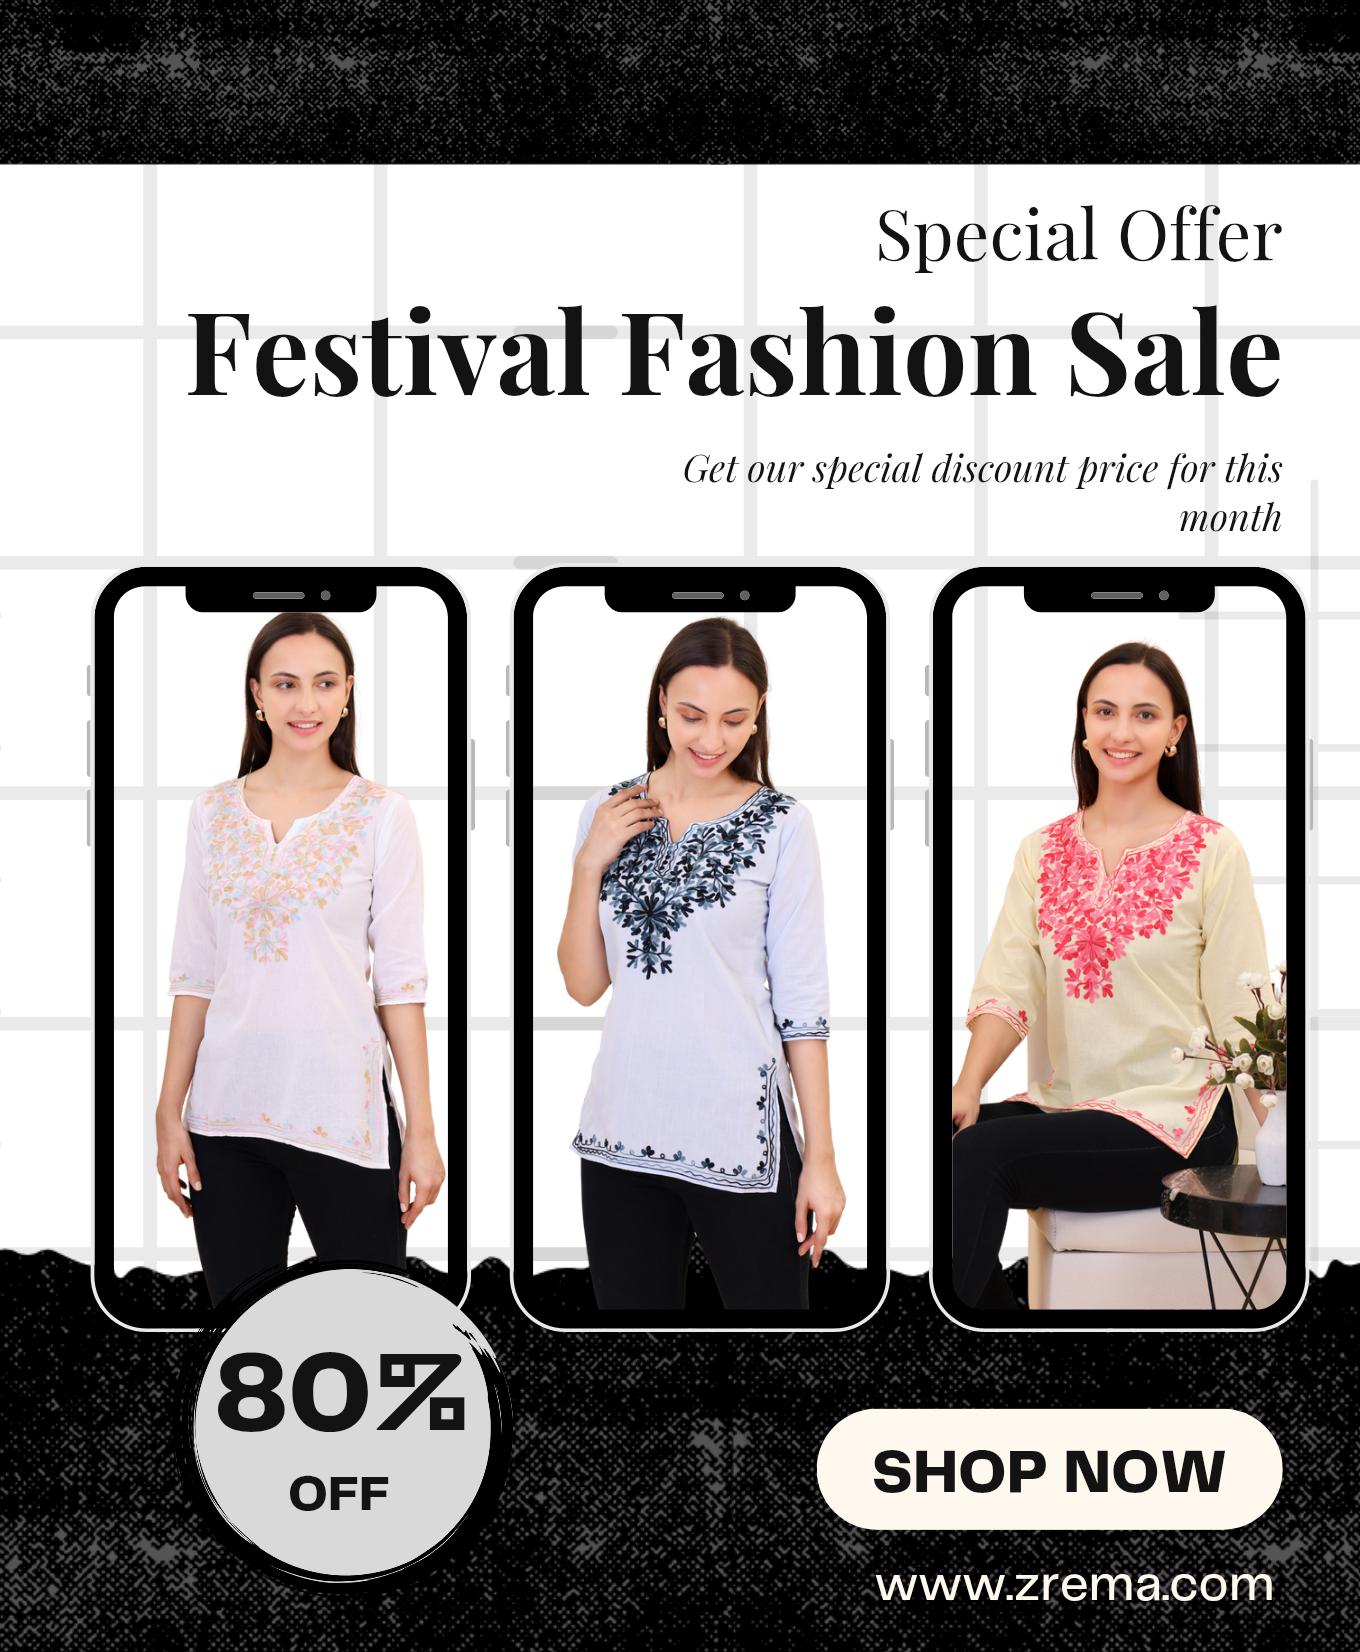 Special Offer
Festival Fashion Sale
Get our special discount price for this
month
80%
OFF
SHOP NOW
www.zrema.com